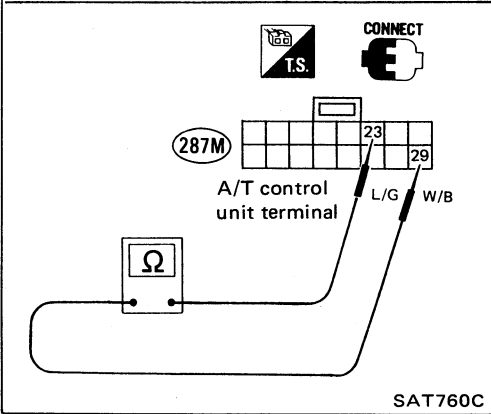 CONNECT
T.S.
23
287M
29
A/T control
unit terminal
L/G
W/B
Ω
SAT760C